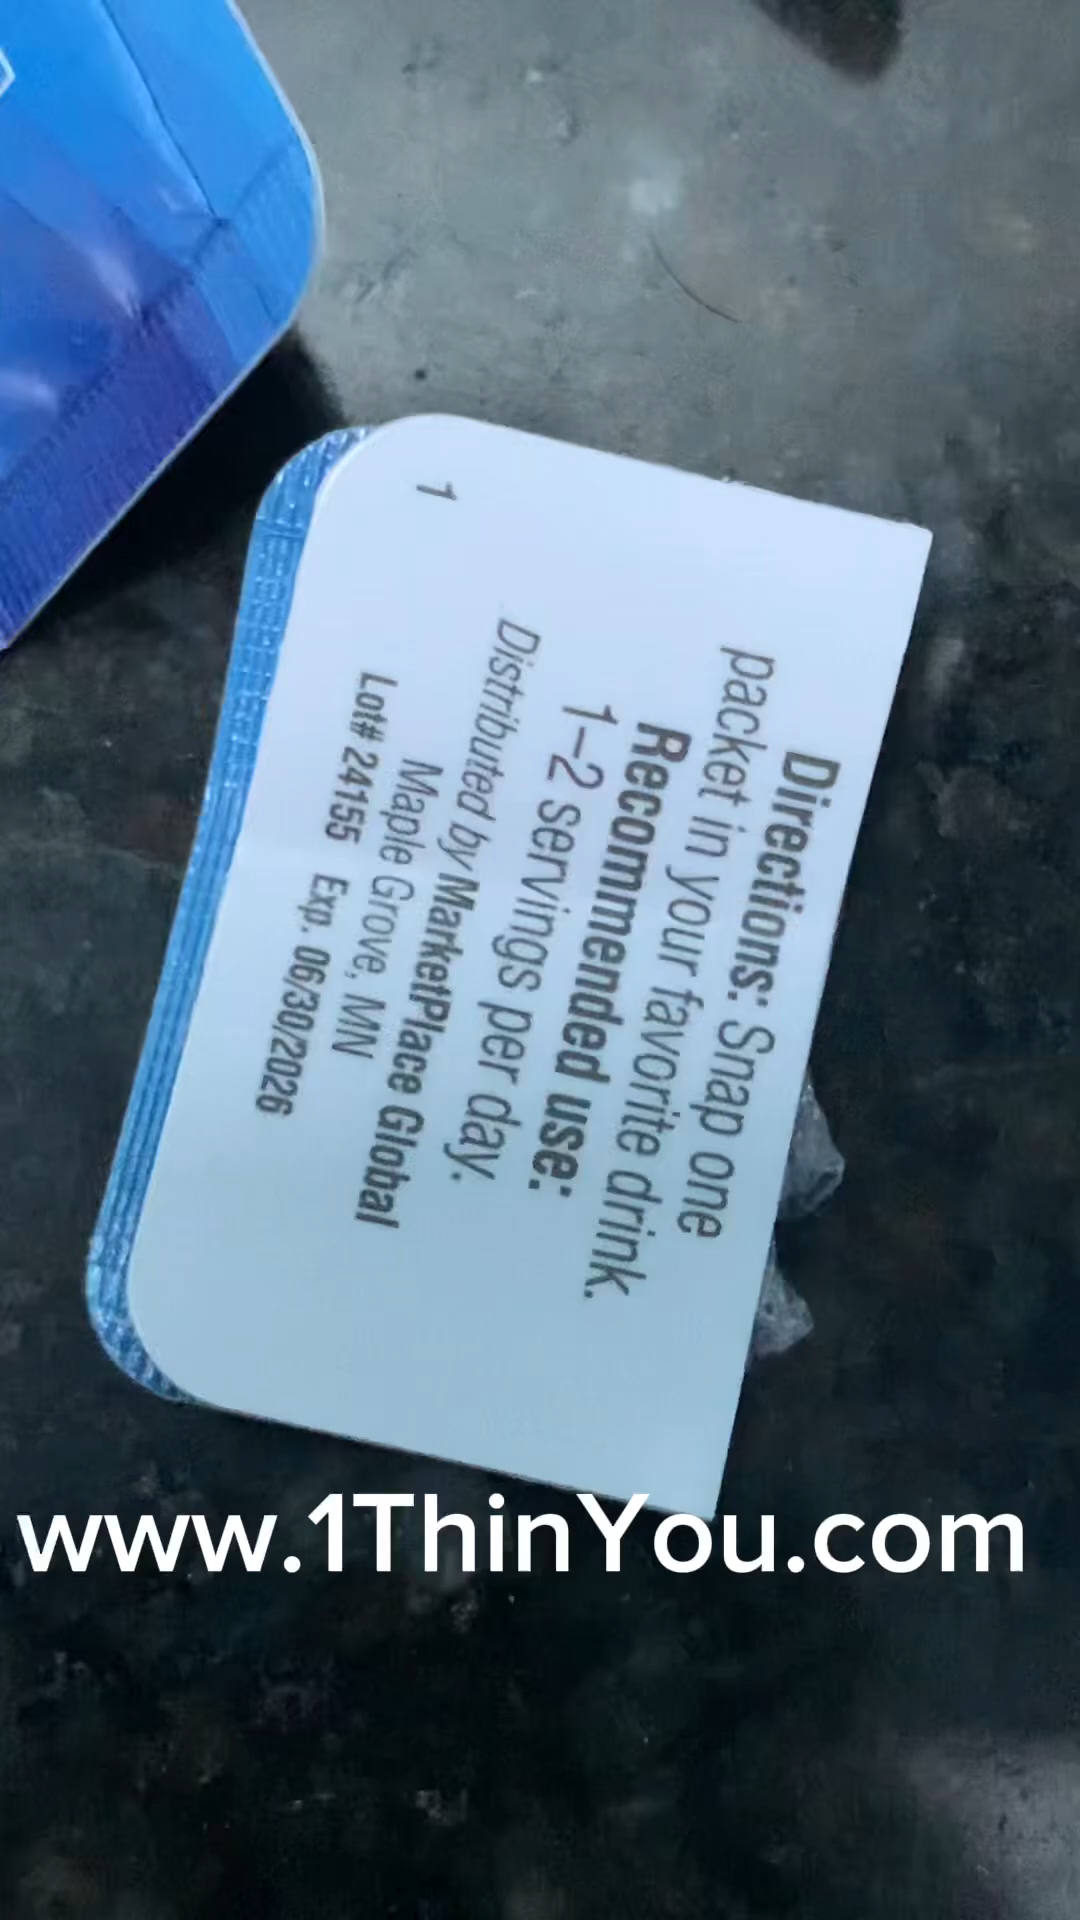 Directions: Snap one
packet in your favorite drink.
Recommended use:
1–2 servings per day.
Distributed by MarketPlace Global
Maple Grove, MN
Lot# 24155 Exp. 06/30/2026
1
www.1ThinYou.com